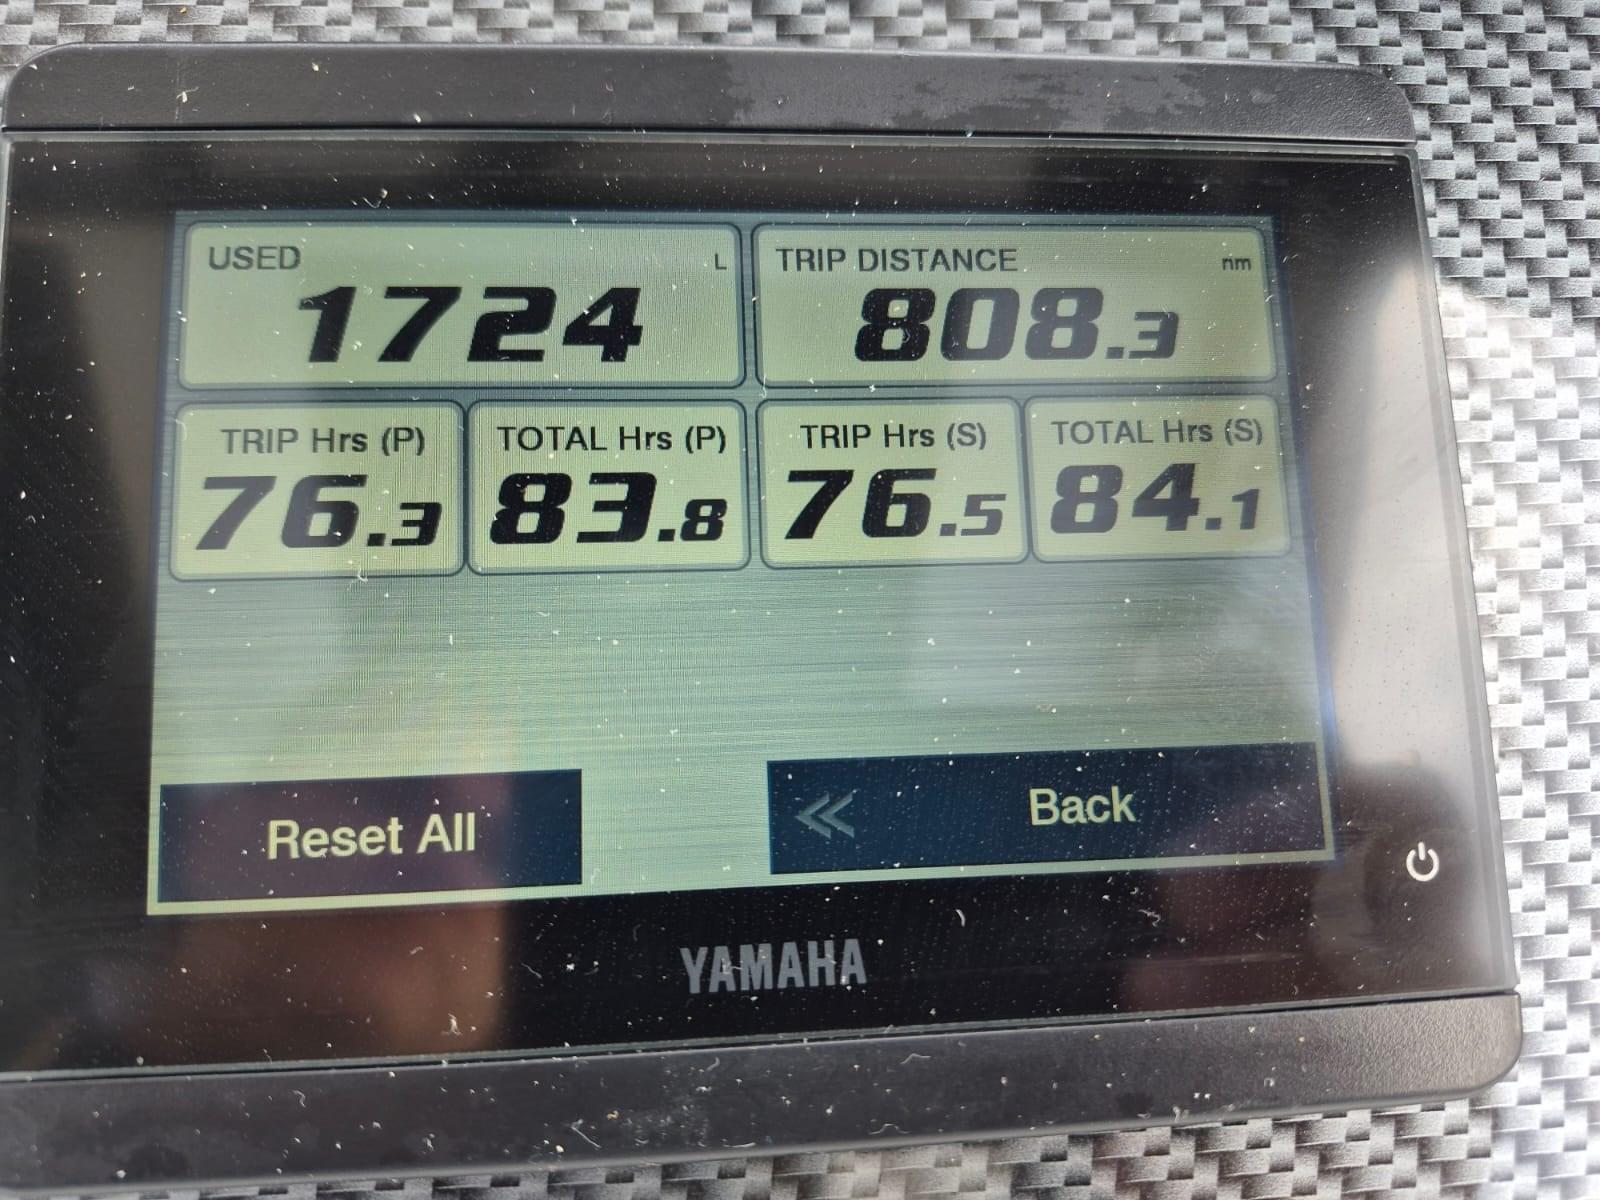 USED L
1724
TRIP DISTANCE nm
808.3
TRIP Hrs (P)
76.3
TOTAL Hrs (P)
83.8
TRIP Hrs (S)
76.5
TOTAL Hrs (S)
84.1
Reset All
Back
YAMAHA